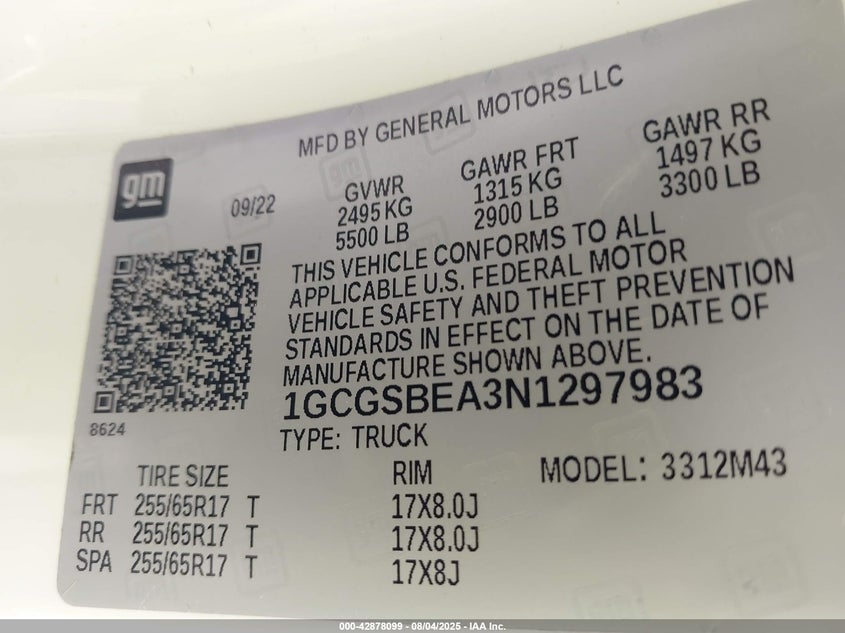 MFD BY GENERAL MOTORS LLC
gm
09/22
GVWR
2495 KG
5500 LB
GAWR FRT
1315 KG
2900 LB
GAWR RR
1497 KG
3300 LB
THIS VEHICLE CONFORMS TO ALL
APPLICABLE U.S. FEDERAL MOTOR
VEHICLE SAFETY AND THEFT PREVENTION
STANDARDS IN EFFECT ON THE DATE OF
MANUFACTURE SHOWN ABOVE.
8624
1GCGSBEA3N1297983
TYPE: TRUCK
TIRE SIZE RIM MODEL: 3312M43
FRT 255/65R17 T 17X8.0J
RR 255/65R17 T 17X8.0J
SPA 255/65R17 T 17X8J
000-42878099 - 08/04/2025 - IAA Inc.